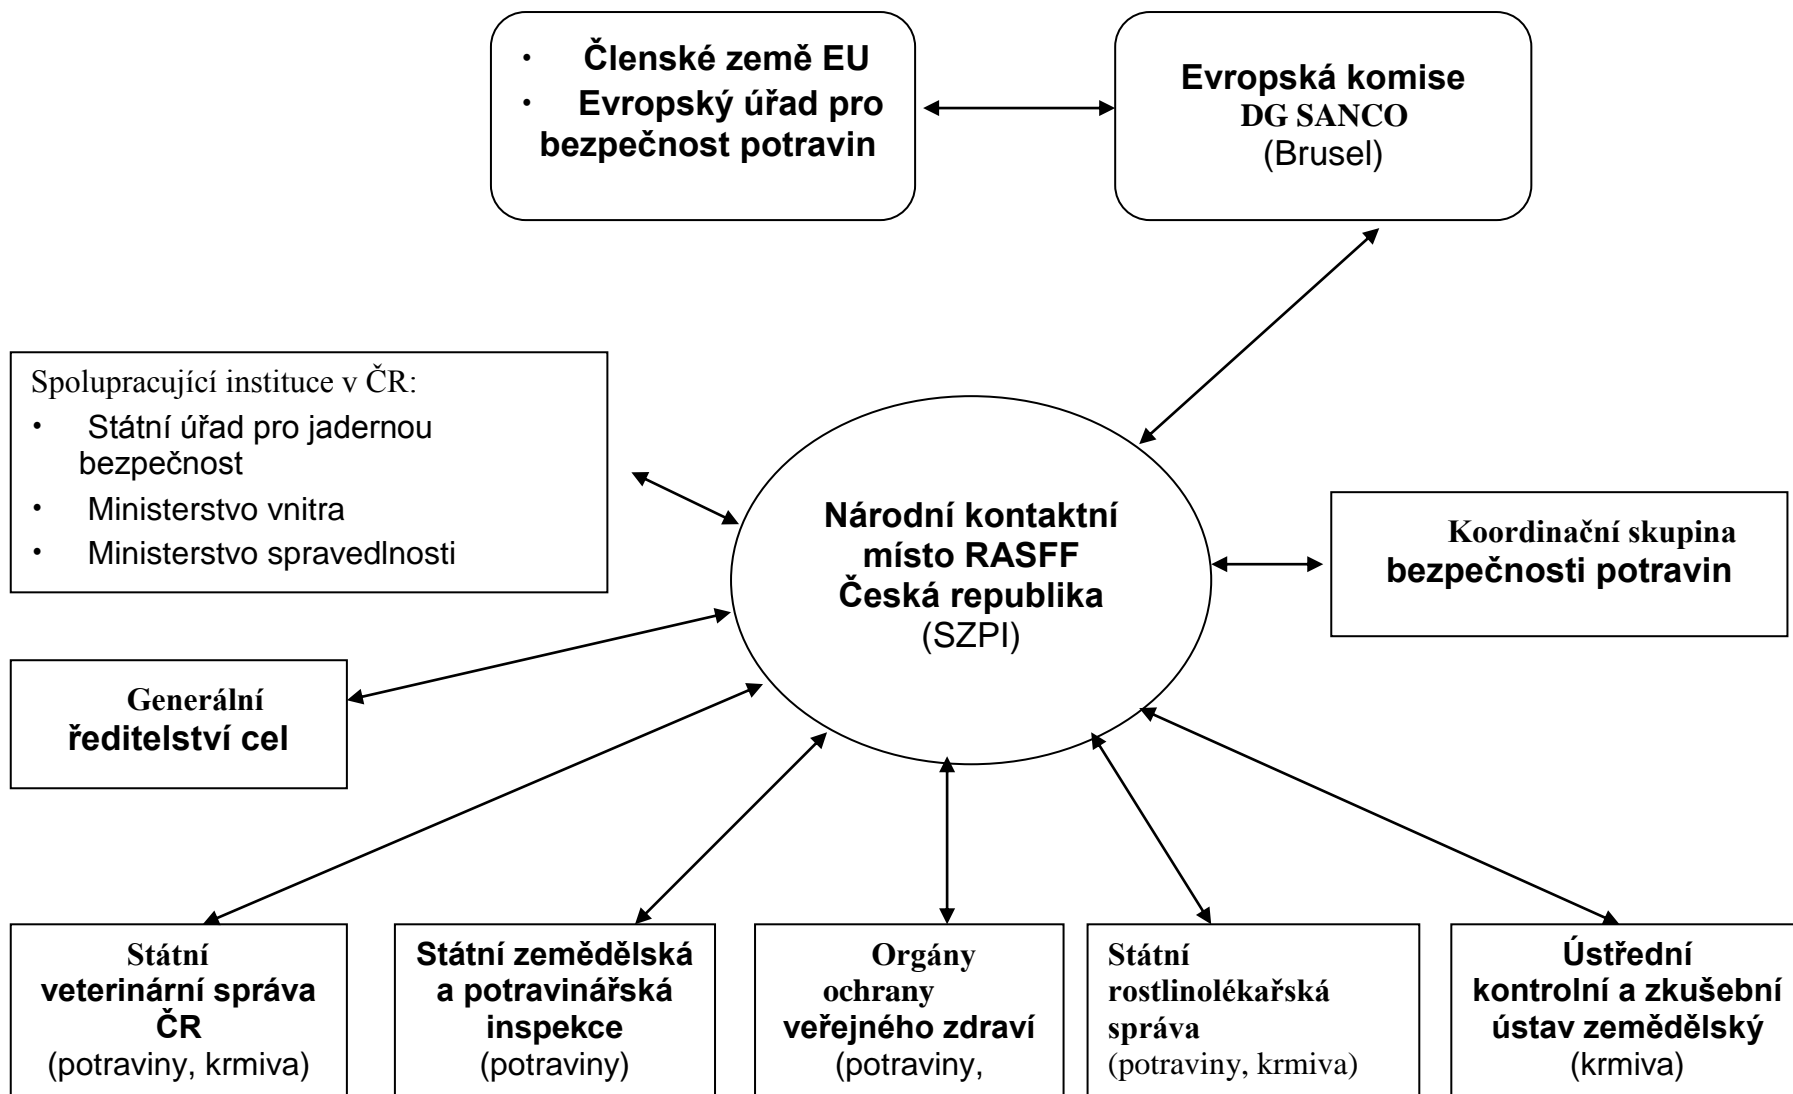 • Členské země EU
• Evropský úřad pro
bezpečnost potravin
Evropská komise
DG SANCO
(Brusel)
Spolupracující instituce v ČR:
• Státní úřad pro jadernou
bezpečnost
• Ministerstvo vnitra
• Ministerstvo spravedlnosti
Národní kontaktní
místo RASFF
Česká republika
(SZPI)
Koordinační skupina
bezpečnosti potravin
Generální
ředitelství cel
Státní
veterinární správa
ČR
(potraviny, krmiva)
Státní zemědělská
a potravinářská
inspekce
(potraviny)
Orgány
ochrany
veřejného zdraví
(potraviny,
Státní
rostlinolékařská
správa
(potraviny, krmiva)
Ústřední
kontrolní a zkušební
ústav zemědělský
(krmiva)